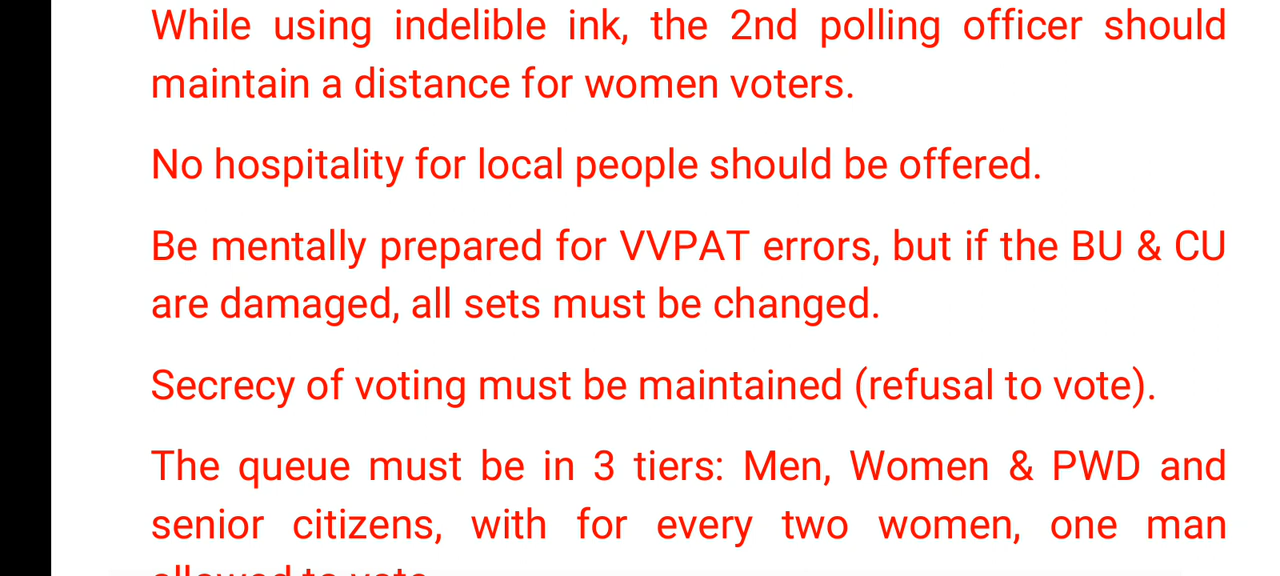 While using indelible ink, the 2nd polling officer should
maintain a distance for women voters.
No hospitality for local people should be offered.
Be mentally prepared for VVPAT errors, but if the BU & CU
are damaged, all sets must be changed.
Secrecy of voting must be maintained (refusal to vote).
The queue must be in 3 tiers: Men, Women & PWD and
senior citizens, with for every two women, one man
allowed to vote.